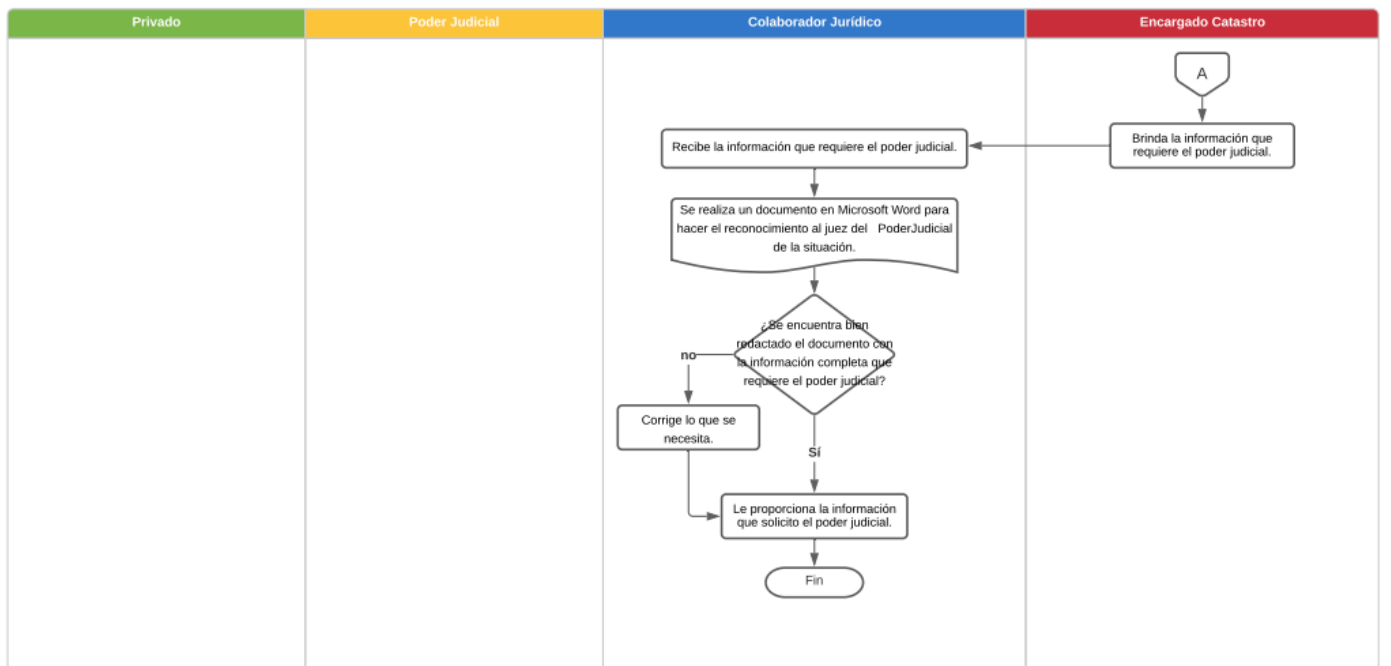 Privado
Poder Judicial
Colaborador Jurídico
Encargado Catastro
A
Brinda la información que
requiere el poder judicial.
Recibe la información que requiere el poder judicial.
Se realiza un documento en Microsoft Word para
hacer el reconocimiento al juez del PoderJudicial
de la situación.
¿Se encuentra bien
redactado el documento con
la información completa que
requiere el poder judicial?
no
Corrige lo que se
necesita.
Sí
Le proporciona la información
que solicito el poder judicial.
Fin